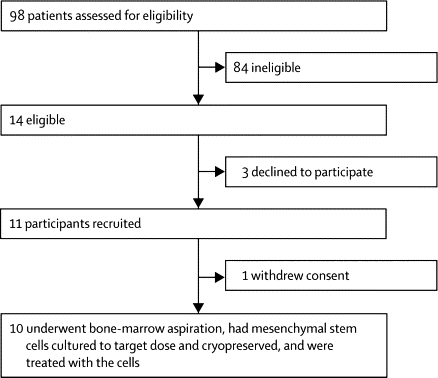 98 patients assessed for eligibility
84 ineligible
14 eligible
3 declined to participate
11 participants recruited
1 withdrew consent
10 underwent bone-marrow aspiration, had mesenchymal stem
cells cultured to target dose and cryopreserved, and were
treated with the cells